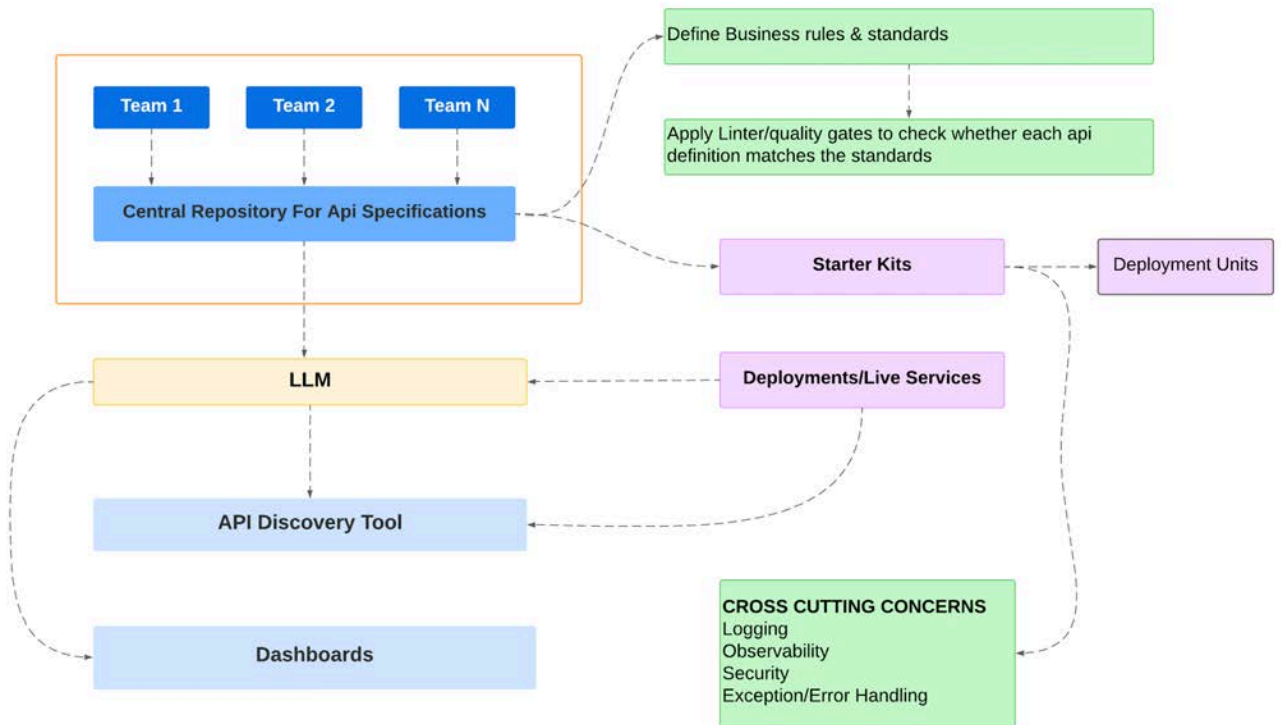 Define Business rules & standards
Team 1
Team 2
Team N
Apply Linter/quality gates to check whether each api
definition matches the standards
Central Repository For Api Specifications
Starter Kits
Deployment Units
LLM
Deployments/Live Services
API Discovery Tool
CROSS CUTTING CONCERNS
Logging
Observability
Security
Exception/Error Handling
Dashboards